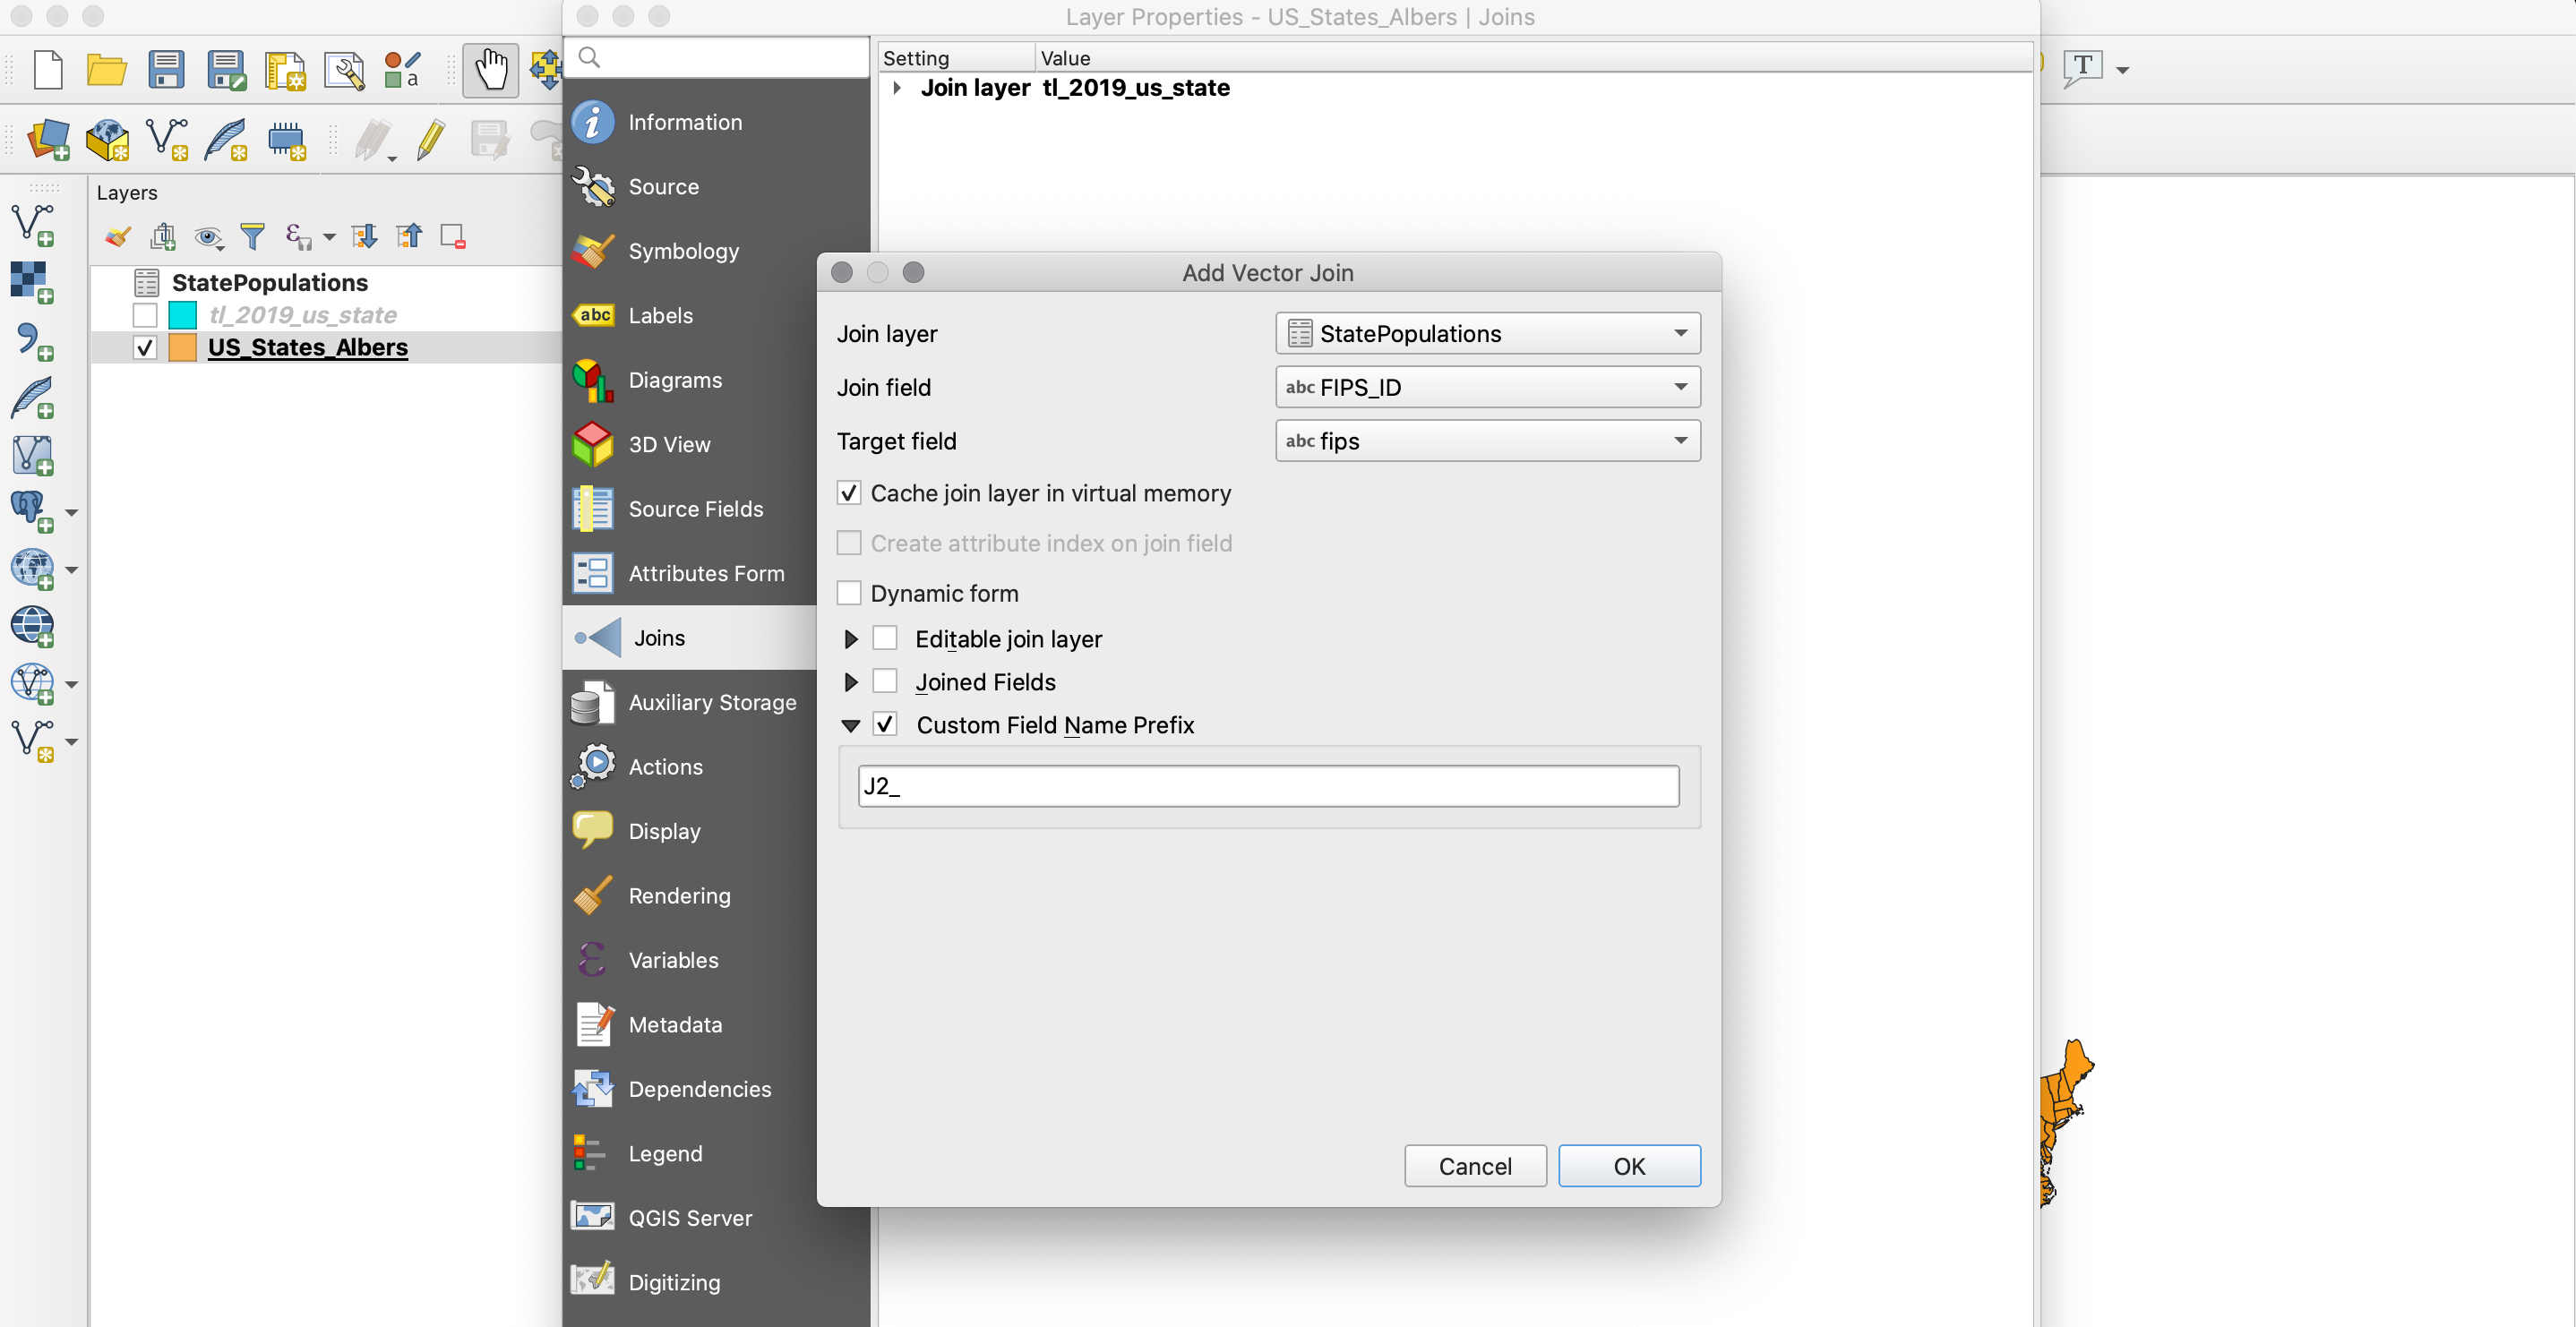 Layer Properties - US_States_Albers | Joins
a
T
Layers
ε
StatePopulations
tl_2019_us_state
US_States_Albers
i Information
Source
Symbology
abc Labels
Diagrams
3D View
Source Fields
Attributes Form
Joins
Auxiliary Storage
Actions
Display
Rendering
ε Variables
Metadata
Dependencies
Legend
QGIS Server
Digitizing
Setting Value
Join layer tl_2019_us_state
Add Vector Join
Join layer StatePopulations
Join field abc FIPS_ID
Target field abc fips
Cache join layer in virtual memory
Create attribute index on join field
Dynamic form
Editable join layer
Joined Fields
Custom Field Name Prefix
J2_
Cancel OK